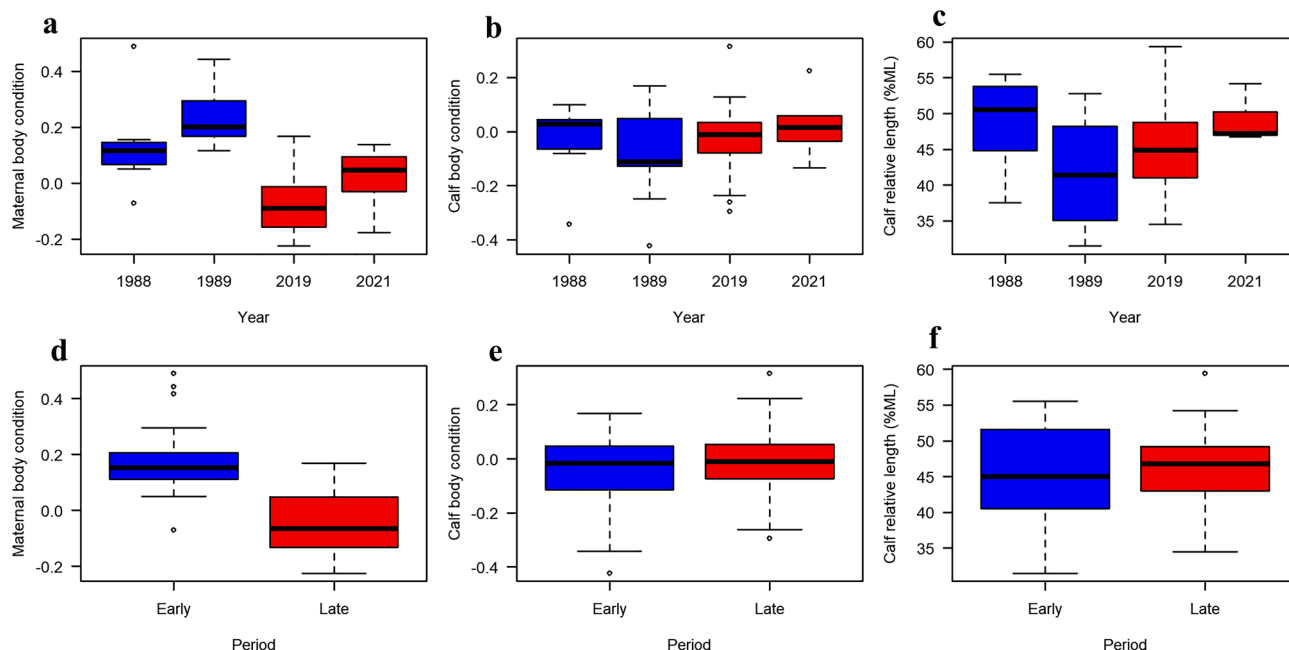 a
Maternal body condition
0.4
0.2
0.0
-0.2
1988 1989 2019 2021
Year
b
Calf body condition
0.2
0.0
-0.2
-0.4
1988 1989 2019 2021
Year
c
Calf relative length (%ML)
60
55
50
45
40
35
1988 1989 2019 2021
Year
d
Maternal body condition
0.4
0.2
0.0
-0.2
Early Late
Period
e
Calf body condition
0.2
0.0
-0.2
-0.4
Early Late
Period
f
Calf relative length (%ML)
60
55
50
45
40
35
Early Late
Period